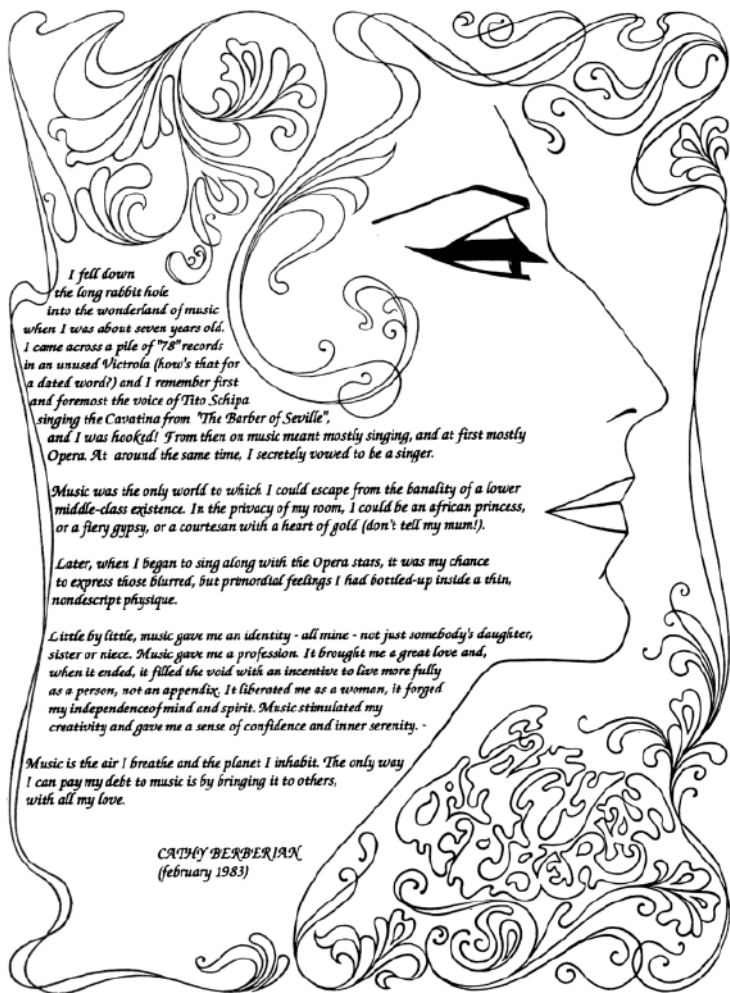 I fell down
the long rabbit hole
into the wonderland of music
when I was about seven years old.
I came across a pile of "78" records
in an unused Victrola (how's that for
a dated word?) and I remember first
and foremost the voice of Tito Schipa
singing the Cavatina from "The Barber of Seville",
and I was hooked! From then on music meant mostly singing, and at first mostly
Opera. At around the same time, I secretely vowed to be a singer.
Music was the only world to which I could escape from the banality of a lower
middle-class existence. In the privacy of my room, I could be an african princess,
or a fiery gypsy, or a courtesan with a heart of gold (don't tell my mum!).
Later, when I began to sing along with the Opera stars, it was my chance
to express those blurred, but primordial feelings I had bottled-up inside a thin,
nondescript physique.
Little by little, music gave me an identity - all mine - not just somebody's daughter,
sister or niece. Music gave me a profession. It brought me a great love and,
when it ended, it filled the void with an incentive to live more fully
as a person, not an appendix. It liberated me as a woman, it forged
my independenceof mind and spirit. Music stimulated my
creativity and gave me a sense of confidence and inner serenity. -
Music is the air I breathe and the planet I inhabit. The only way
I can pay my debt to music is by bringing it to others,
with all my love.
CATHY BERBERIAN
(february 1983)